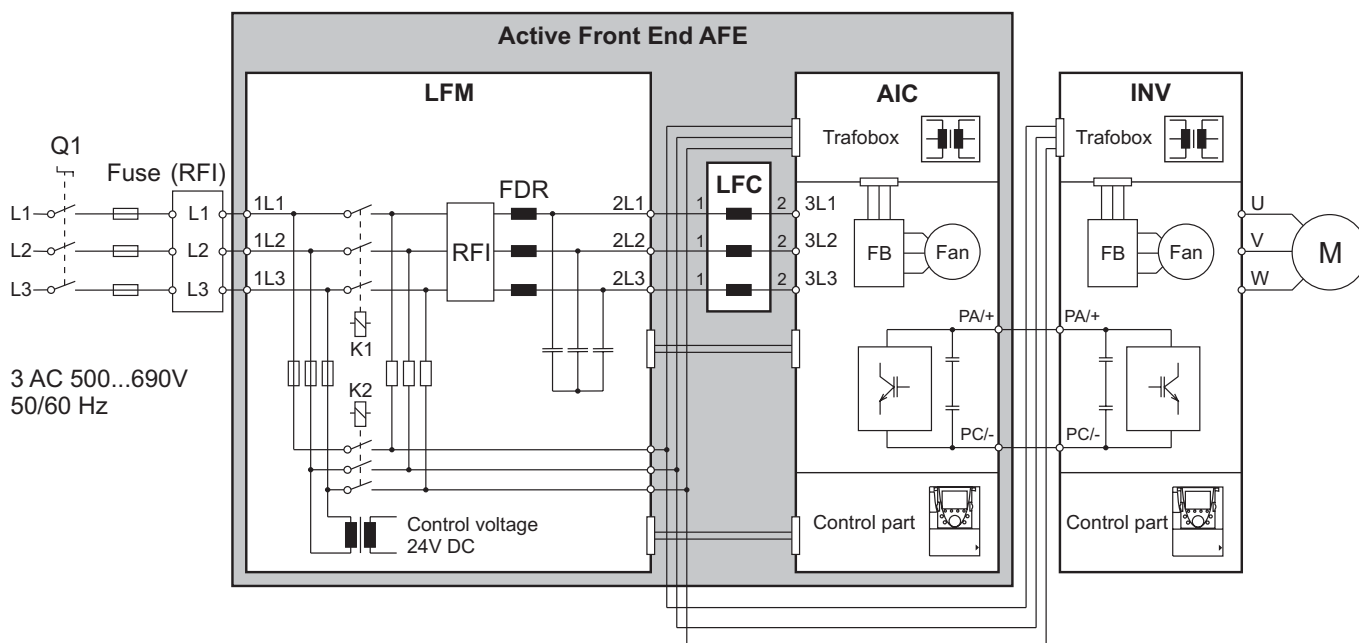 Active Front End AFE
LFM
AIC
INV
Trafobox
Trafobox
Q1
Fuse (RFI)
FDR
LFC
L1
L1
1L1
2L1
1
2
3L1
U
L2
L2
1L2
RFI
2L2
1
2
3L2
FB
Fan
FB
Fan
V
M
L3
L3
1L3
2L3
1
2
3L3
W
PA/+
PA/+
K1
3 AC 500...690V
50/60 Hz
K2
PC/-
PC/-
Control voltage
24V DC
Control part
Control part